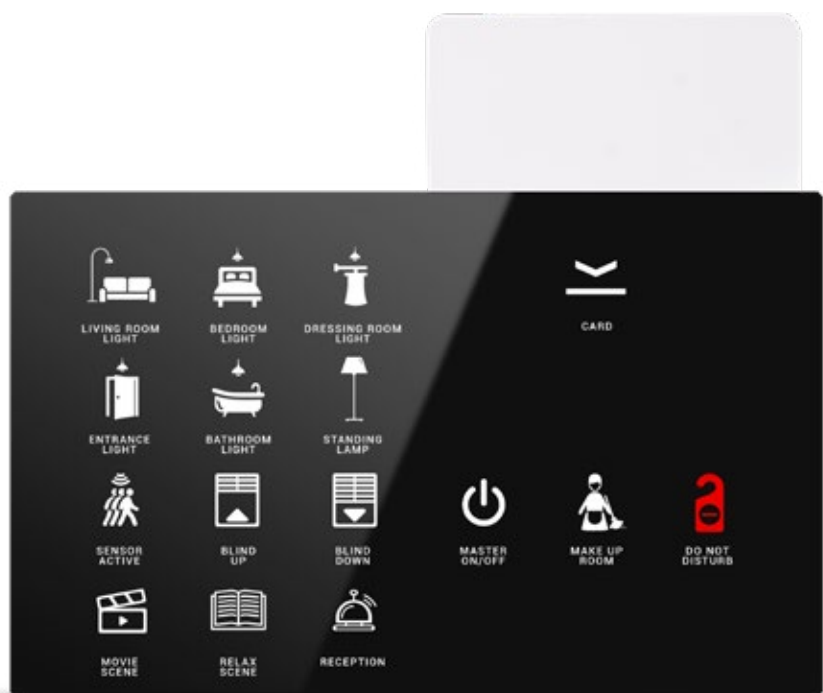 LIVING ROOM
LIGHT
BEDROOM
LIGHT
DRESSING ROOM
LIGHT
CARD
ENTRANCE
LIGHT
BATHROOM
LIGHT
STANDING
LAMP
SENSOR
ACTIVE
BLIND
UP
BLIND
DOWN
MASTER
ON/OFF
MAKE UP
ROOM
DO NOT
DISTURB
MOVIE
SCENE
RELAX
SCENE
RECEPTION